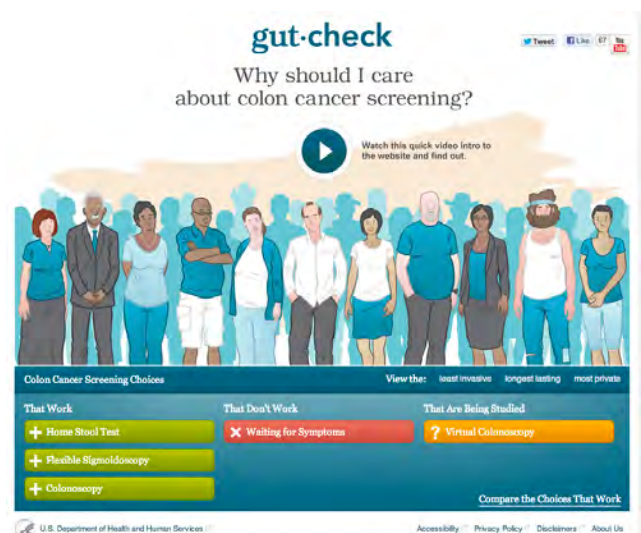 gut·check
Tweet
Like 67
You Tube
Why should I care
about colon cancer screening?
Watch this quick video intro to
the website and find out.
Colon Cancer Screening Choices
View the: least invasive longest lasting most private
That Work
That Don't Work
That Are Being Studied
Home Stool Test
Waiting for Symptoms
Virtual Colonoscopy
Flexible Sigmoidoscopy
Colonoscopy
Compare the Choices That Work
U.S. Department of Health and Human Services
Accessibility Privacy Policy Disclaimers About Us